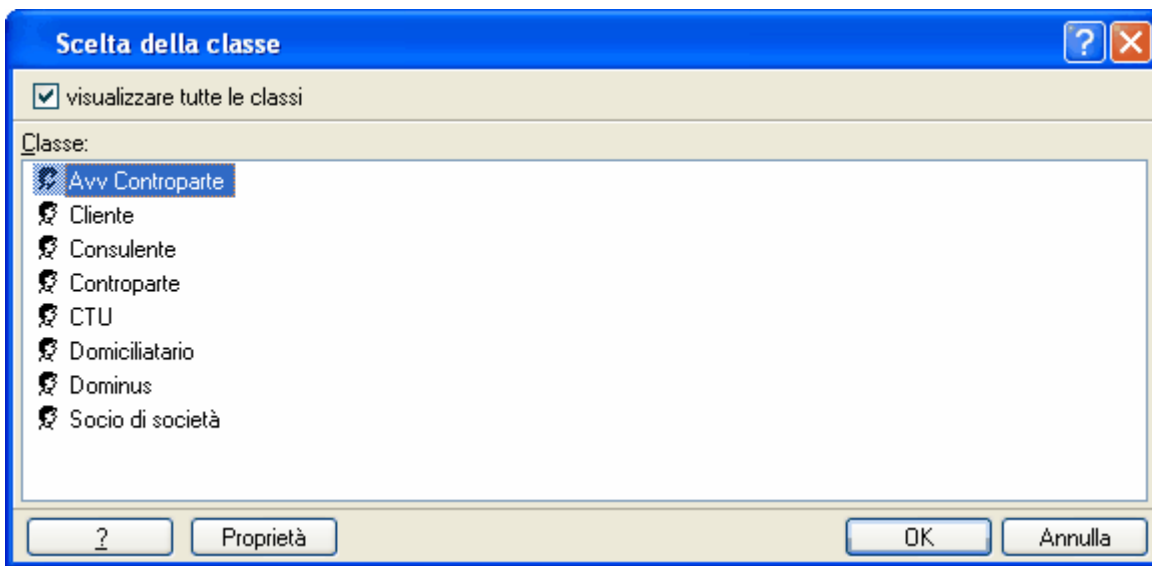 Scelta della classe
visualizzare tutte le classi
Classe:
Avv Controparte
Cliente
Consulente
Controparte
CTU
Domiciliatario
Dominus
Socio di società
? Proprietà OK Annulla